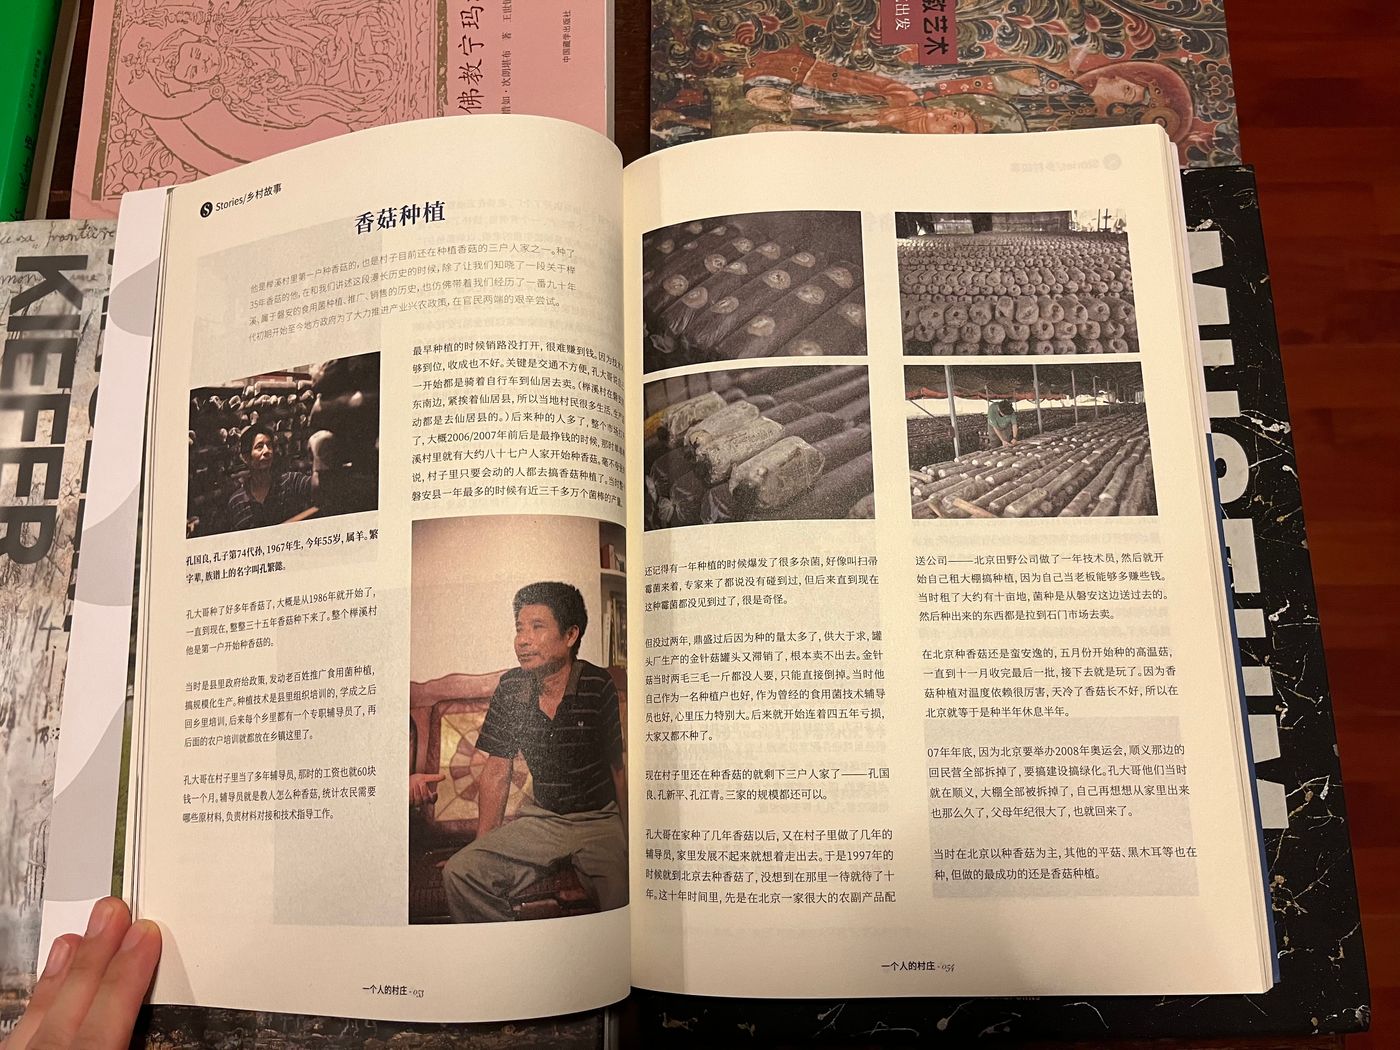 佛教宁玛
次朗堪布 著
中国藏学出版社
出发
教艺术
KIEFER
MUSEUM
Stories/乡村故事
香菇种植
他是榉溪村里第一户种香菇的,也是村子目前还在种植香菇的三户人家之一。种了
35年香菇的他,在和我们讲述这段漫长历史的时候,除了让我们知晓了一段关于榉
溪,属于磐安的食用菌种植、推广、销售的历史,也仿佛带着我们经历了一番九十年
代初期开始至今地方政府为了大力推进产业兴农政策,在官民两端的艰辛尝试。
孔国良,孔子第74代孙,1967年生,今年55岁,属羊。繁
字辈,族谱上的名字叫孔繁懿。
孔大哥种了好多年香菇了,大概是从1986年就开始了,
一直到现在,整整三十五年香菇种下来了。整个榉溪村
他是第一户开始种香菇的。
当时是县里政府给政策,发动老百姓推广食用菌种植,
搞规模化生产。种植技术是县里组织培训的,学成之后
回乡里培训,后来每个乡里都有一个专职辅导员了,再
后面的农户培训就都放在乡镇这里了。
孔大哥在村子里当了多年辅导员,那时的工资也就60块
钱一个月。辅导员就是教人怎么种香菇,统计农民需要
哪些原材料,负责材料对接和技术指导工作。
最早种植的时候销路没打开,很难赚到钱。因为技术
够到位,收成也不好。关键是交通不方便,孔大哥说
一开始都是骑着自行车到仙居去卖。(榉溪村在磐安
东南边,紧挨着仙居县,所以当地村民很多生活、生产
动都是去仙居县的。)后来种的人多了,整个市场
了,大概2006/2007年前后是最挣钱的时候,那时
溪村里就有大约八十七户人家开始种香菇。毫不夸张
说,村子里只要会动的人都去搞香菇种植了。当时整
磐安县一年最多的时候有近三千多万个菌棒的产量。
一个人的村庄 - 053
还记得有一年种植的时候爆发了很多杂菌,好像叫扫帚
霉菌来着,专家来了都说没有碰到过,但后来直到现在
这种霉菌都没见到过了,很是奇怪。
但没过两年,鼎盛过后因为种的量太多了,供大于求,罐
头厂生产的金针菇罐头又滞销了,根本卖不出去。金针
菇当时两毛三毛一斤都没人要,只能直接倒掉。当时他
自己作为一名种植户也好,作为曾经的食用菌技术辅导
员也好,心里压力特别大。后来就开始连着四五年亏损,
大家又都不种了。
现在村子里还在种香菇的就剩下三户人家了——孔国
良、孔新平、孔江青。三家的规模都还可以。
孔大哥在家种了几年香菇以后,又在村子里做了几年的
辅导员,家里发展不起来就想着走出去。于是1997年的
时候就到北京去种香菇了,没想到在那里一待就待了十
年。这十年时间里,先是在北京一家很大的农副产品配
送公司——北京田野公司做了一年技术员,然后就开
始自己租大棚搞种植,因为自己当老板能够多赚些钱。
当时租了大约有十亩地,菌种是从磐安这边送过去的。
然后种出来的东西都是拉到石门市场去卖。
在北京种香菇还是蛮安逸的,五月份开始种的高温菇,
一直到十一月收完最后一批,接下去就是玩了。因为香
菇种植对温度依赖很厉害,天冷了香菇长不好,所以在
北京就等于是种半年休息半年。
07年年底,因为北京要举办2008年奥运会,顺义那边的
回民营全部拆掉了,要搞建设搞绿化。孔大哥他们当时
就在顺义,大棚全部被拆掉了,自己再想想从家里出来
也那么久了,父母年纪很大了,也就回来了。
当时在北京以种香菇为主,其他的平菇、黑木耳等也在
种,但做的最成功的还是香菇种植。
一个人的村庄 - 054